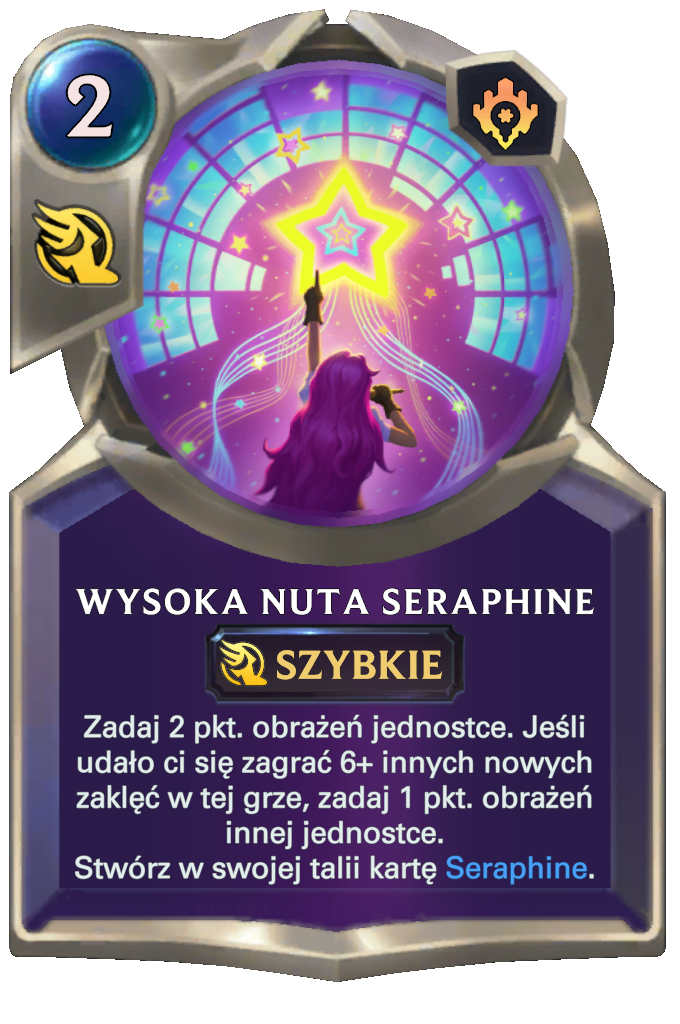 2
WYSOKA NUTA SERAPHINE
SZYBKIE
Zadaj 2 pkt. obrażeń jednostce. Jeśli
udało ci się zagrać 6+ innych nowych
zaklęć w tej grze, zadaj 1 pkt. obrażeń
innej jednostce.
Stwórz w swojej talii kartę Seraphine.